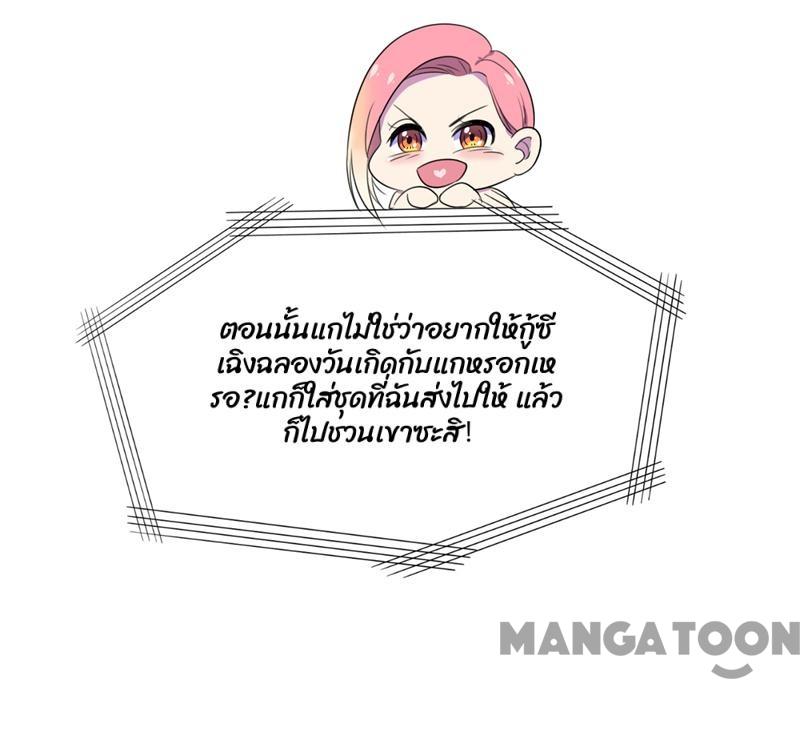 ตอนนั้นแกไม่ใช่ว่าอยากให้กู้ซี
เฉิงฉลองวันเกิดกับแกหรอกเห
รอ?แกก็ใส่ชุดที่ฉันส่งไปให้ แล้ว
ก็ไปชวนเขาซะสิ!
MANGATOON